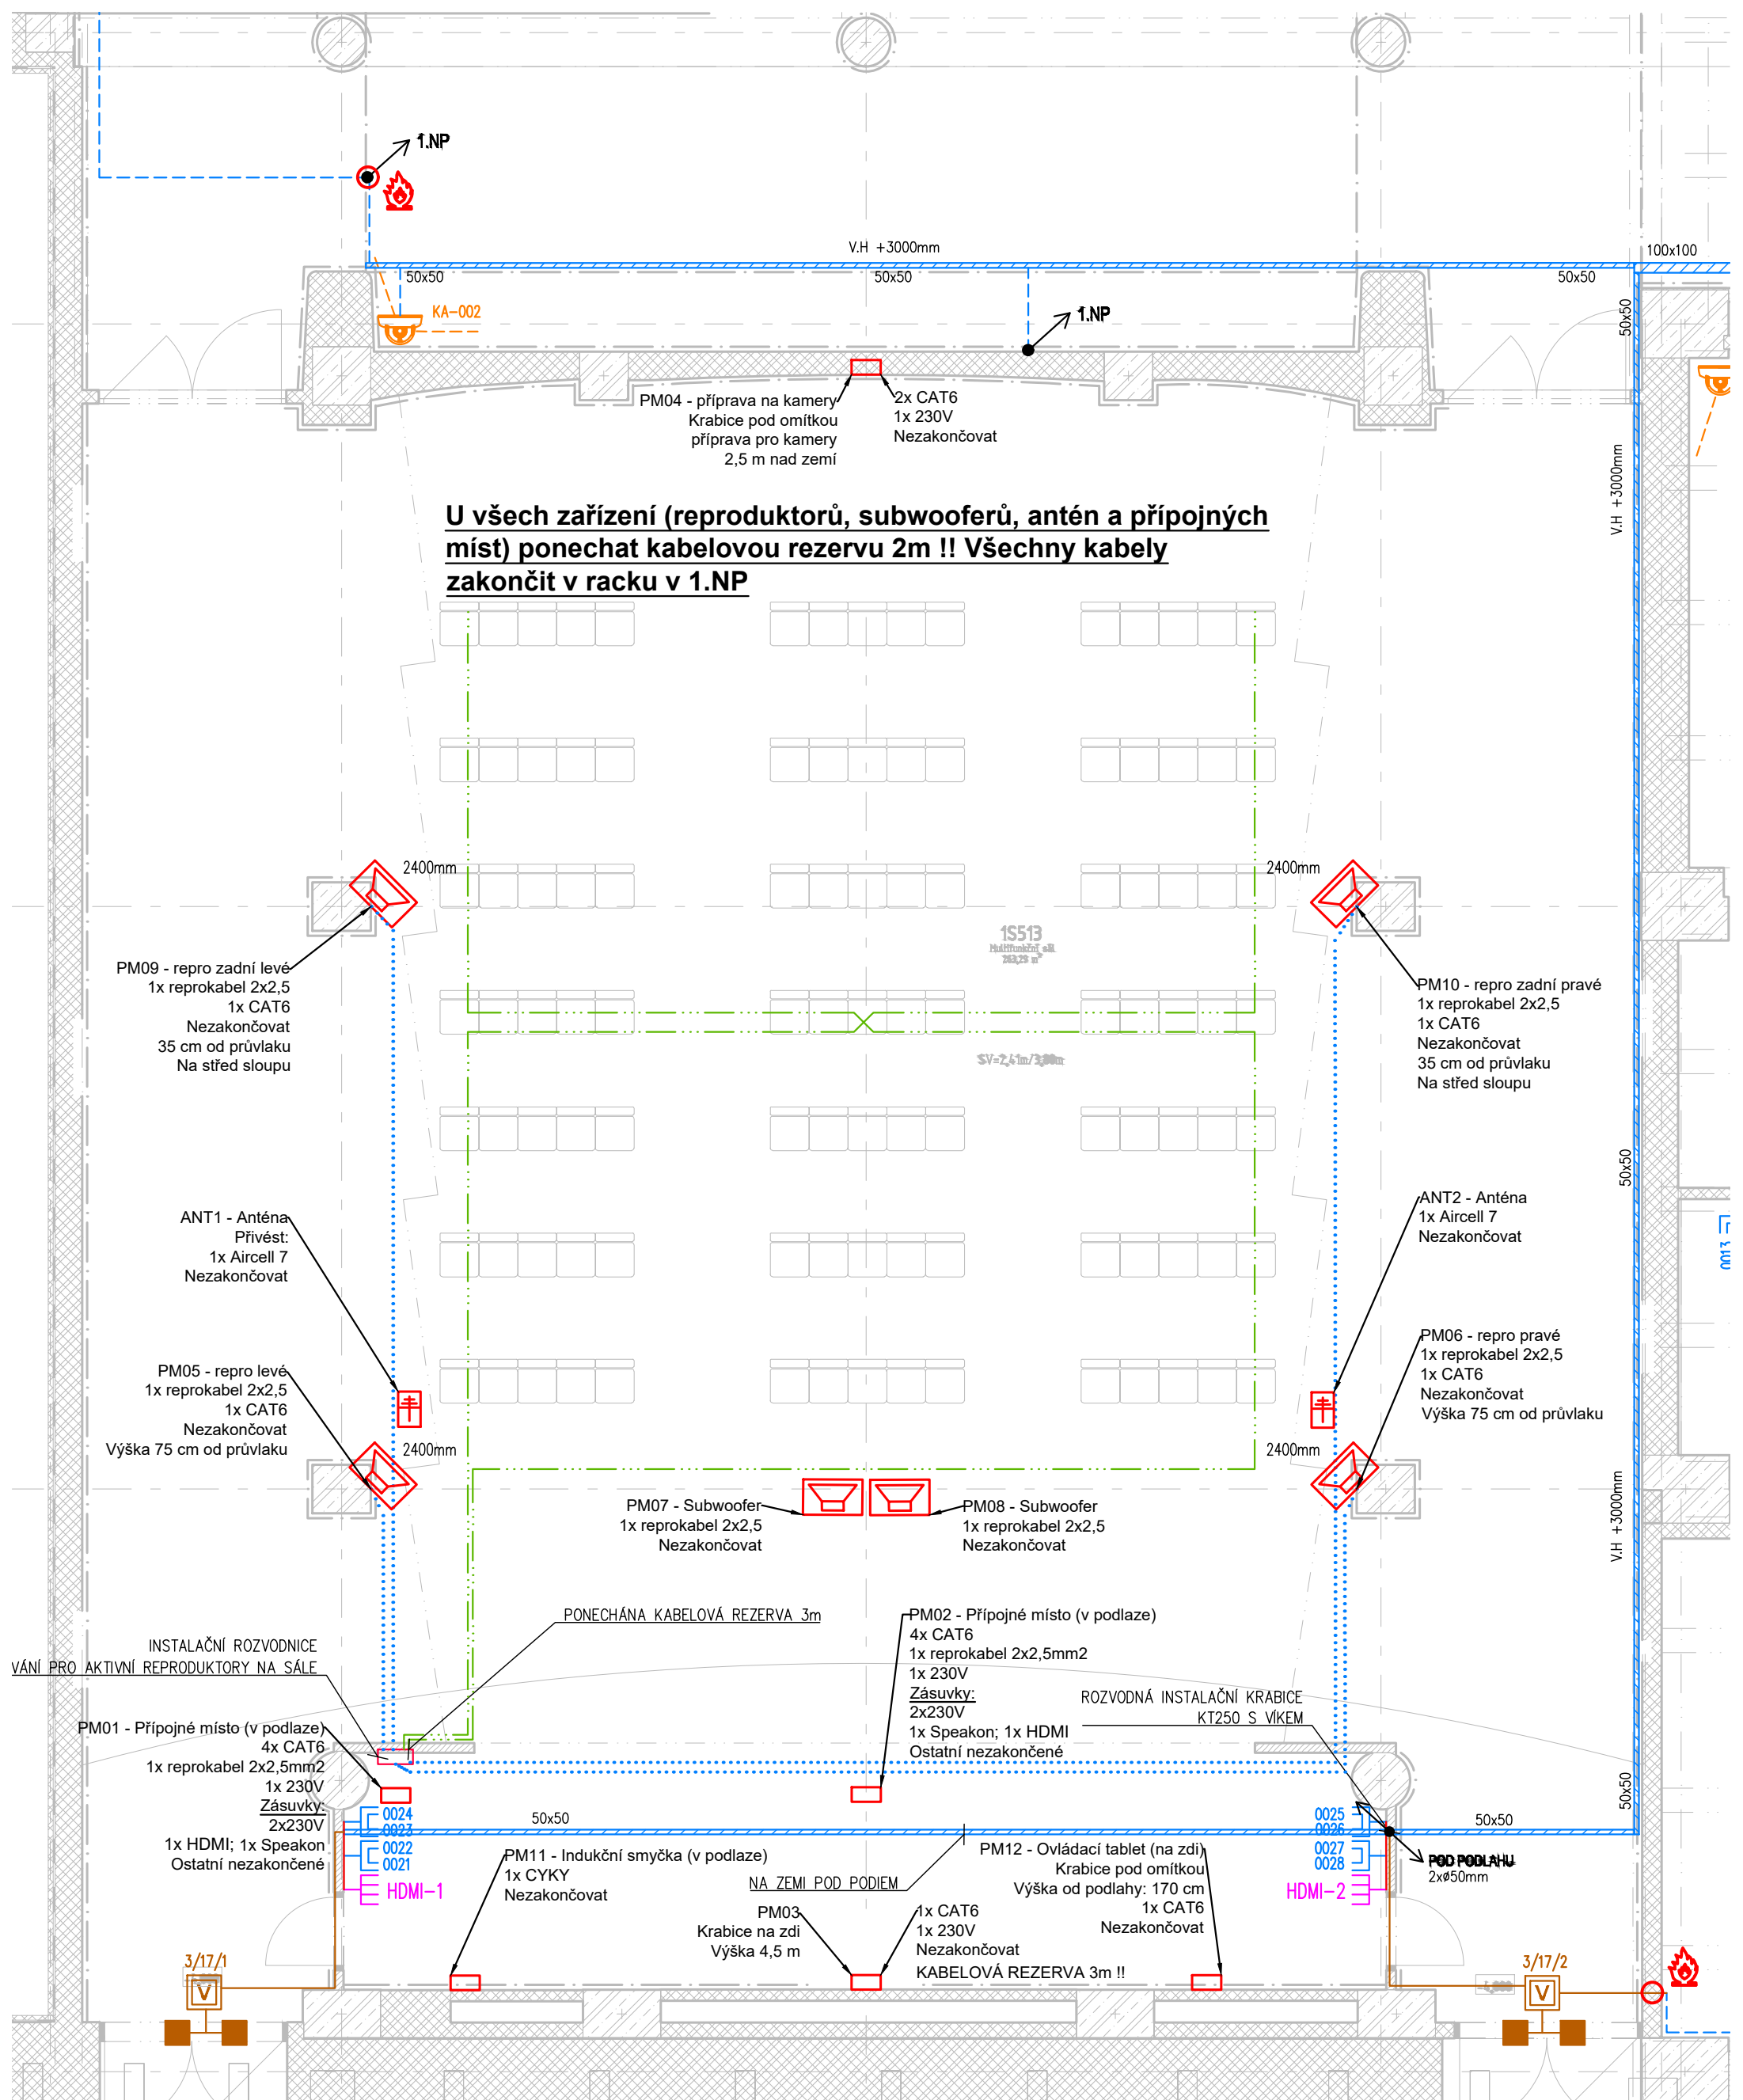 1.NP
V.H +3000mm
100x100
50x50
50x50
50x50
KA-002
1.NP
50x50
PM04 - příprava na kamery
Krabice pod omítkou
příprava pro kamery
2,5 m nad zemí
2x CAT6
1x 230V
Nezakončovat
V.H +3000mm
U všech zařízení (reproduktorů, subwooferů, antén a přípojných
míst) ponechat kabelovou rezervu 2m !! Všechny kabely
zakončit v racku v 1.NP
2400mm
2400mm
1S513
Multifunkční sál
263,29 m²
PM09 - repro zadní levé
1x reprokabel 2x2,5
1x CAT6
Nezakončovat
35 cm od průvlaku
Na střed sloupu
PM10 - repro zadní pravé
1x reprokabel 2x2,5
1x CAT6
Nezakončovat
35 cm od průvlaku
Na střed sloupu
50x50
ANT1 - Anténa
Přivést:
1x Aircell 7
Nezakončovat
ANT2 - Anténa
1x Aircell 7
Nezakončovat
0013
PM05 - repro levé
1x reprokabel 2x2,5
1x CAT6
Nezakončovat
Výška 75 cm od průvlaku
PM06 - repro pravé
1x reprokabel 2x2,5
1x CAT6
Nezakončovat
Výška 75 cm od průvlaku
2400mm
2400mm
PM07 - Subwoofer
1x reprokabel 2x2,5
Nezakončovat
PM08 - Subwoofer
1x reprokabel 2x2,5
Nezakončovat
V.H +3000mm
PONECHÁNA KABELOVÁ REZERVA 3m
INSTALAČNÍ ROZVODNICE
VÁNÍ PRO AKTIVNÍ REPRODUKTORY NA SÁLE
PM02 - Přípojné místo (v podlaze)
4x CAT6
1x reprokabel 2x2,5mm2
1x 230V
Zásuvky:
2x230V
1x Speakon; 1x HDMI
Ostatní nezakončené
ROZVODNÁ INSTALAČNÍ KRABICE
KT250 S VÍKEM
PM01 - Přípojné místo (v podlaze)
4x CAT6
1x reprokabel 2x2,5mm2
1x 230V
Zásuvky:
2x230V
1x HDMI; 1x Speakon
Ostatní nezakončené
0024
0023
0022
0021
HDMI-1
50x50
0025
0026
0027
0028
HDMI-2
50x50
50x50
POD PODLAHU
2xø50mm
PM11 - Indukční smyčka (v podlaze)
1x CYKY
Nezakončovat
NA ZEMI POD PODIEM
PM12 - Ovládací tablet (na zdi)
Krabice pod omítkou
Výška od podlahy: 170 cm
1x CAT6
Nezakončovat
PM03
Krabice na zdi
Výška 4,5 m
1x CAT6
1x 230V
Nezakončovat
KABELOVÁ REZERVA 3m !!
3/17/1
V
3/17/2
V